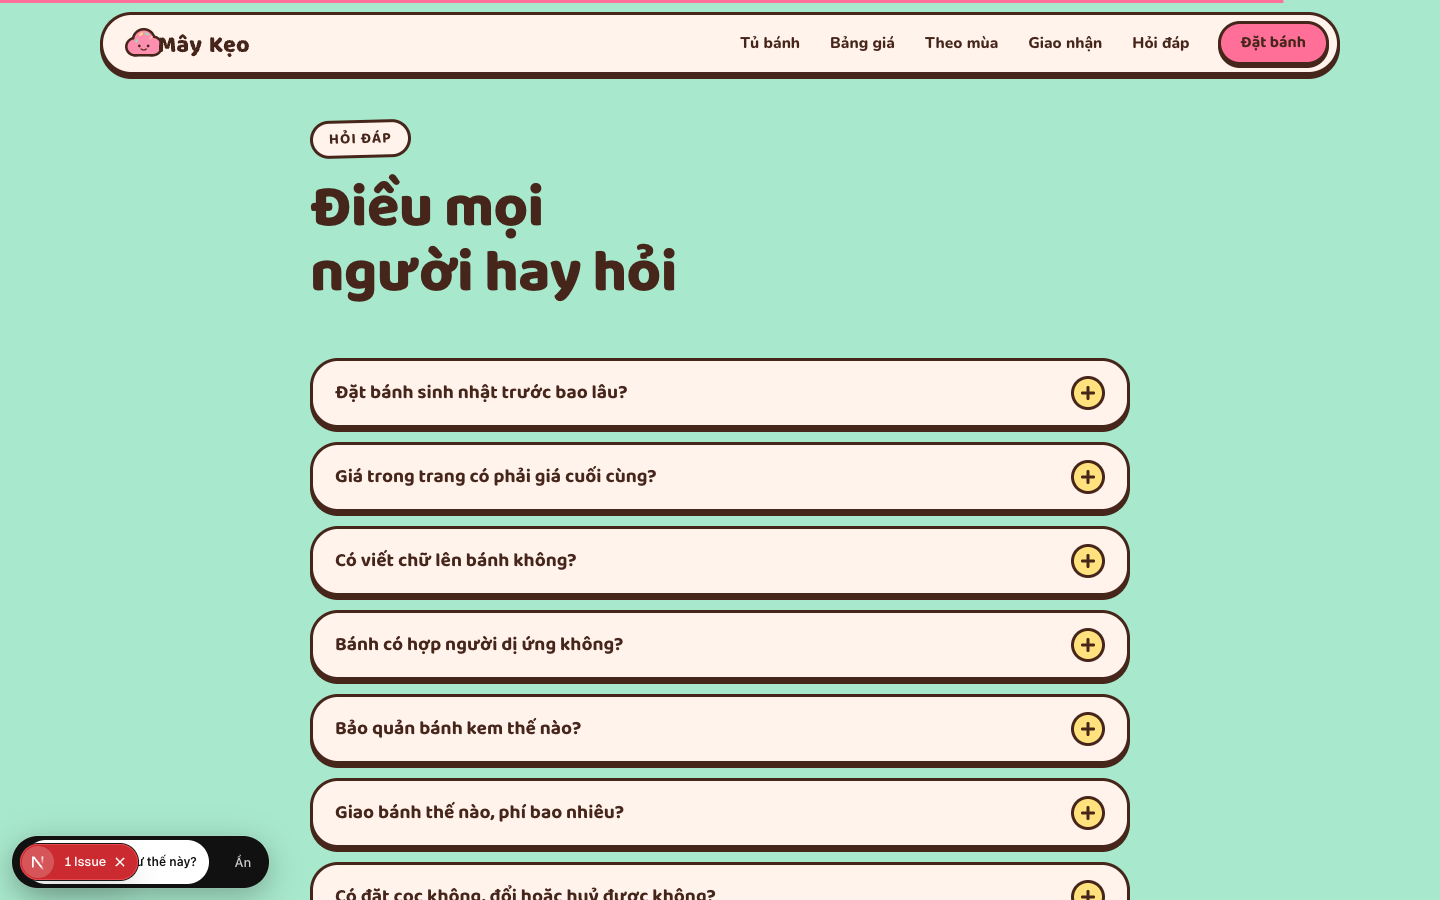 Mây Kẹo
Tủ bánh
Bảng giá
Theo mùa
Giao nhận
Hỏi đáp
Đặt bánh
HỎI ĐÁP
Điều mọi
người hay hỏi
Đặt bánh sinh nhật trước bao lâu?
Giá trong trang có phải giá cuối cùng?
Có viết chữ lên bánh không?
Bánh có hợp người dị ứng không?
Bảo quản bánh kem thế nào?
Giao bánh thế nào, phí bao nhiêu?
Có đặt cọc không, đổi hoặc huỷ được không?
N 1 Issue
thế này?
Ẩn